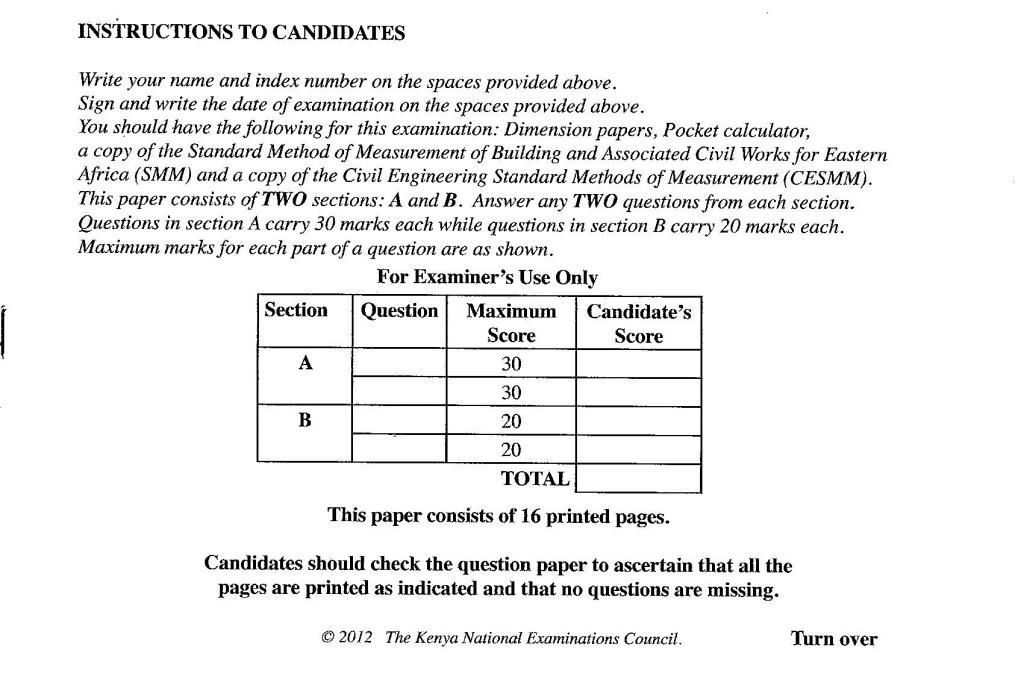 INSTRUCTIONS TO CANDIDATES
Write your name and index number on the spaces provided above.
Sign and write the date of examination on the spaces provided above.
You should have the following for this examination: Dimension papers, Pocket calculator,
a copy of the Standard Method of Measurement of Building and Associated Civil Works for Eastern
Africa (SMM) and a copy of the Civil Engineering Standard Methods of Measurement (CESMM).
This paper consists of TWO sections: A and B. Answer any TWO questions from each section.
Questions in section A carry 30 marks each while questions in section B carry 20 marks each.
Maximum marks for each part of a question are as shown.
For Examiner's Use Only
Section Question Maximum Score Candidate's Score
A 30
30
B 20
20
TOTAL
This paper consists of 16 printed pages.
Candidates should check the question paper to ascertain that all the
pages are printed as indicated and that no questions are missing.
© 2012 The Kenya National Examinations Council. Turn over